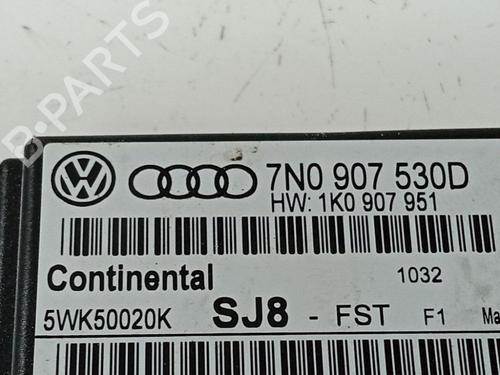 7N0 907 530D
HW: 1K0 907 951
Continental 1032
5WK50020K SJ8 - FST F1
B-PARTS